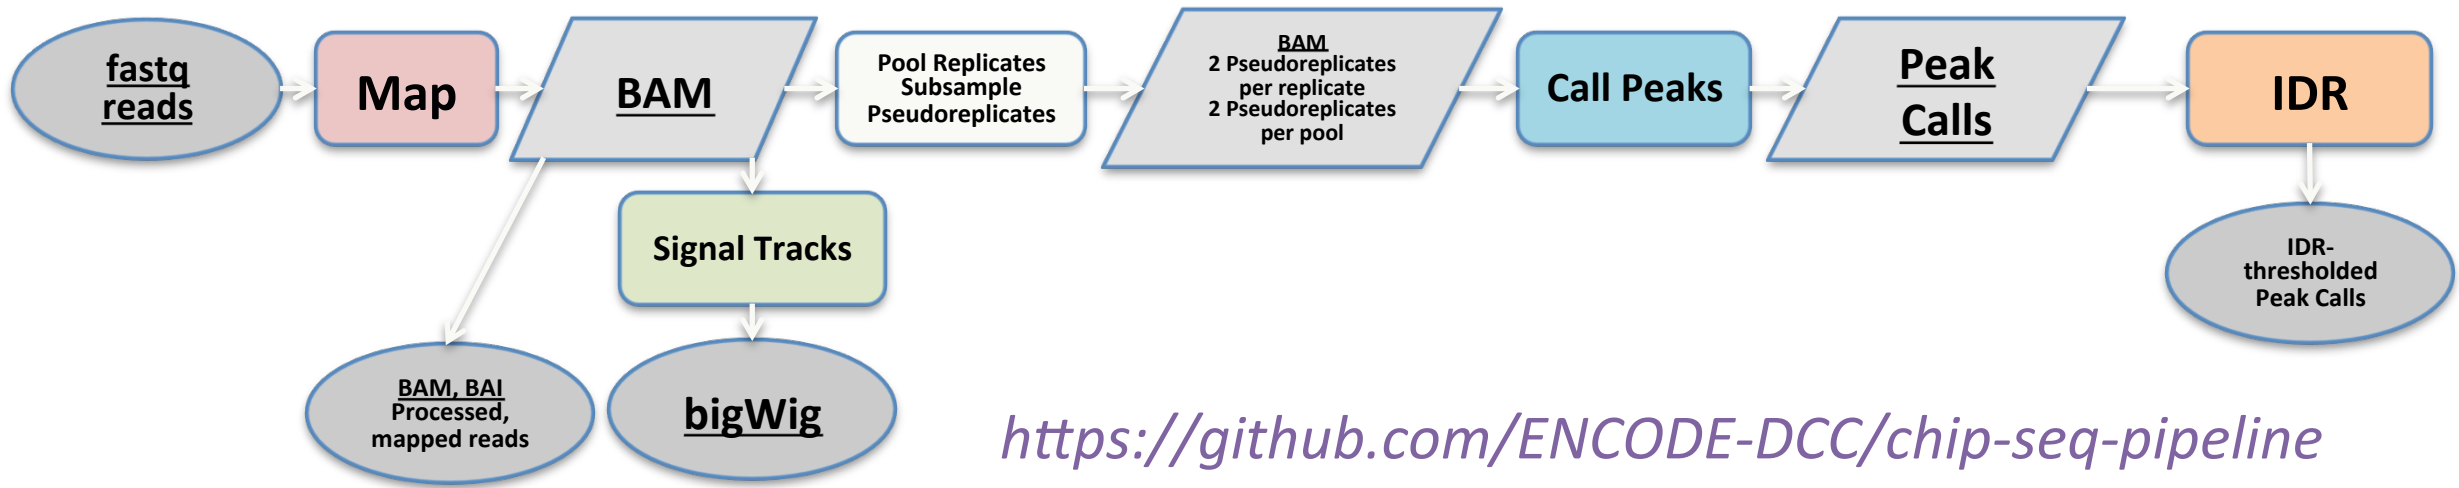 fastq
reads
Map
BAM
Pool Replicates
Subsample
Pseudoreplicates
BAM
2 Pseudoreplicates
per replicate
2 Pseudoreplicates
per pool
Call Peaks
Peak
Calls
IDR
Signal Tracks
IDR-
thresholded
Peak Calls
BAM, BAI
Processed,
mapped reads
bigWig
https://github.com/ENCODE-DCC/chip-seq-pipeline